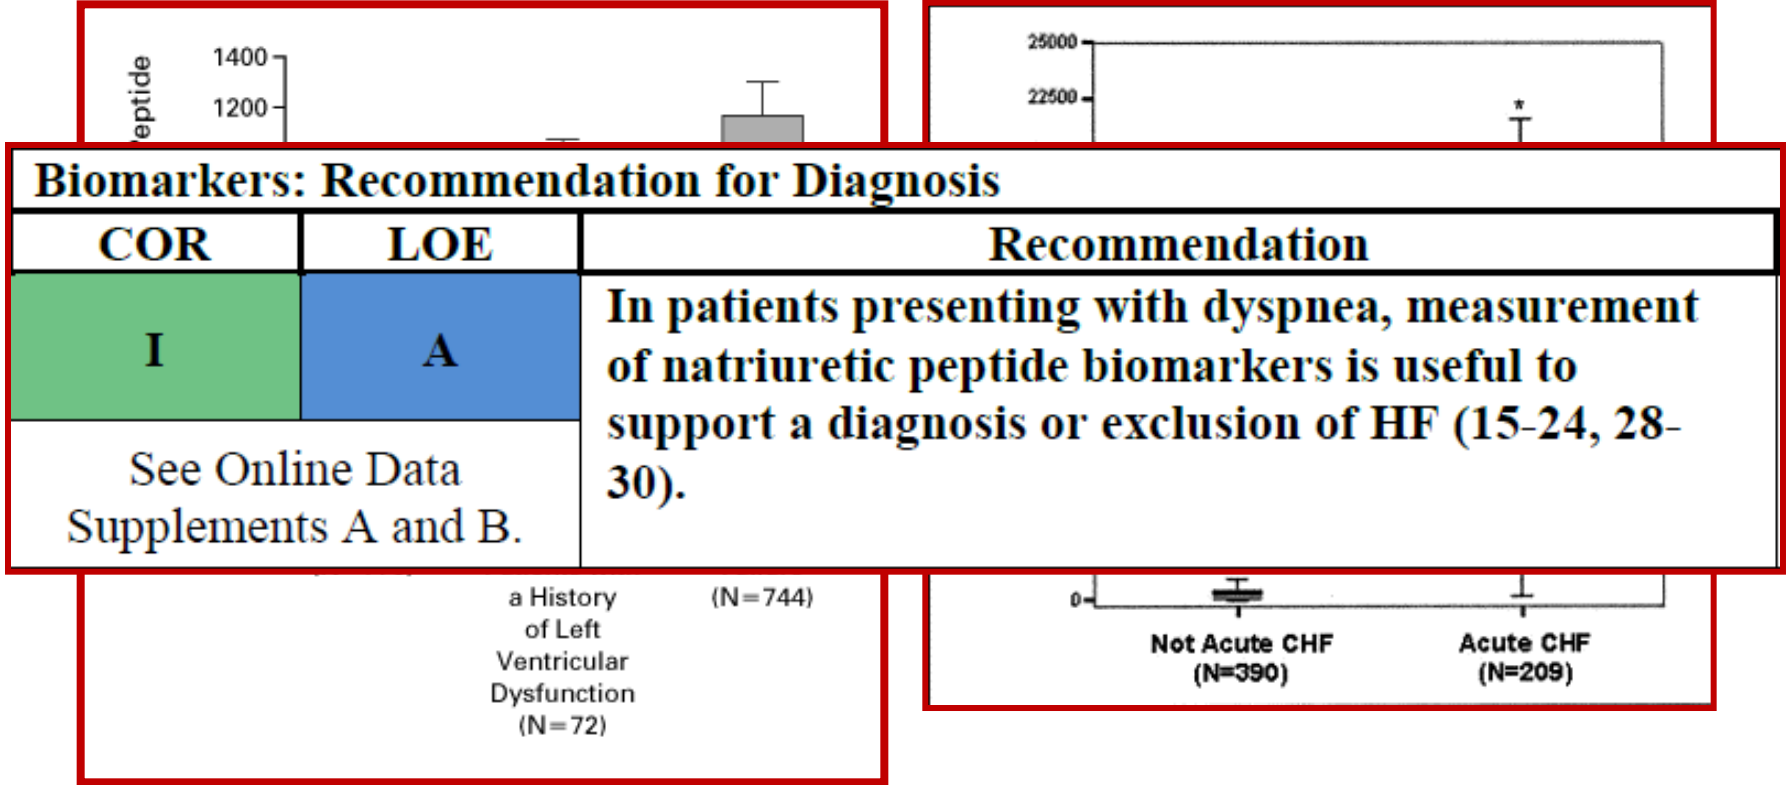 1400
1200
eptide
25000
22500
*
Biomarkers: Recommendation for Diagnosis
COR
LOE
Recommendation
I
A
In patients presenting with dyspnea, measurement
of natriuretic peptide biomarkers is useful to
support a diagnosis or exclusion of HF (15-24, 28-
30).
See Online Data
Supplements A and B.
a History
of Left
Ventricular
Dysfunction
(N=72)
(N=744)
0
Not Acute CHF
(N=390)
Acute CHF
(N=209)